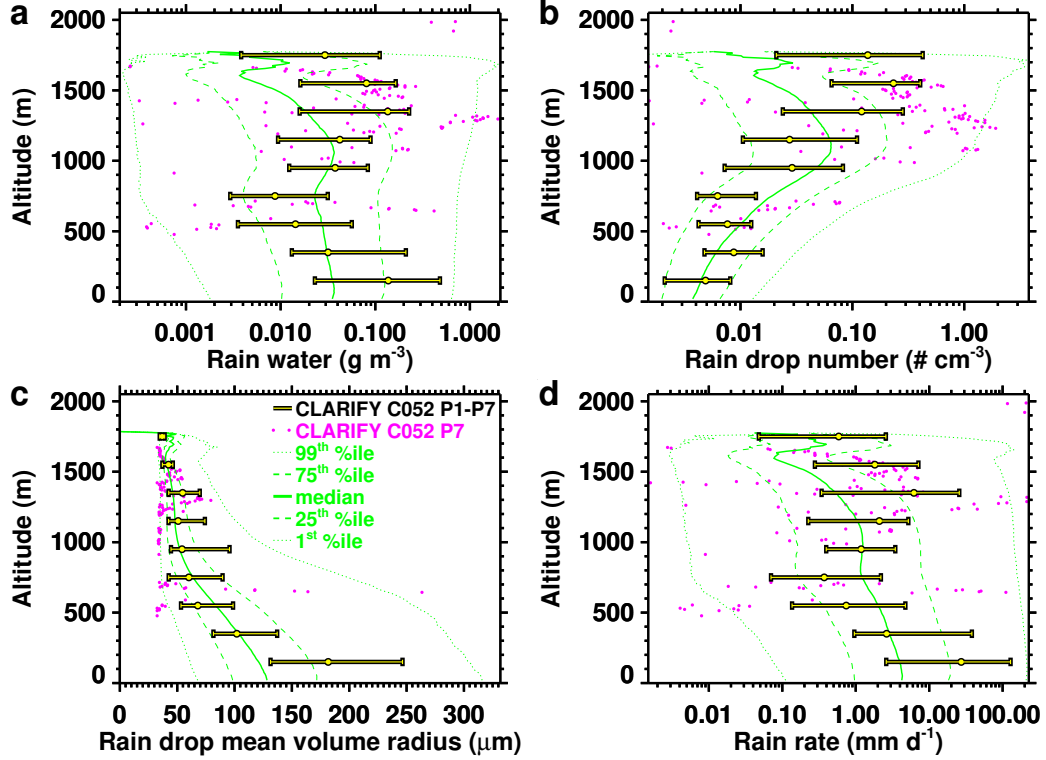 a
2000
1500
1000
500
0
Altitude (m)
0.001 0.010 0.100 1.000
Rain water (g m⁻³)
b
2000
1500
1000
500
0
Altitude (m)
0.01 0.10 1.00
Rain drop number (# cm⁻³)
c
2000
1500
1000
500
0
Altitude (m)
CLARIFY C052 P1-P7
CLARIFY C052 P7
99th %ile
75th %ile
median
25th %ile
1st %ile
0 50 100 150 200 250 300
Rain drop mean volume radius (μm)
d
2000
1500
1000
500
0
Altitude (m)
0.01 0.10 1.00 10.00 100.00
Rain rate (mm d⁻¹)